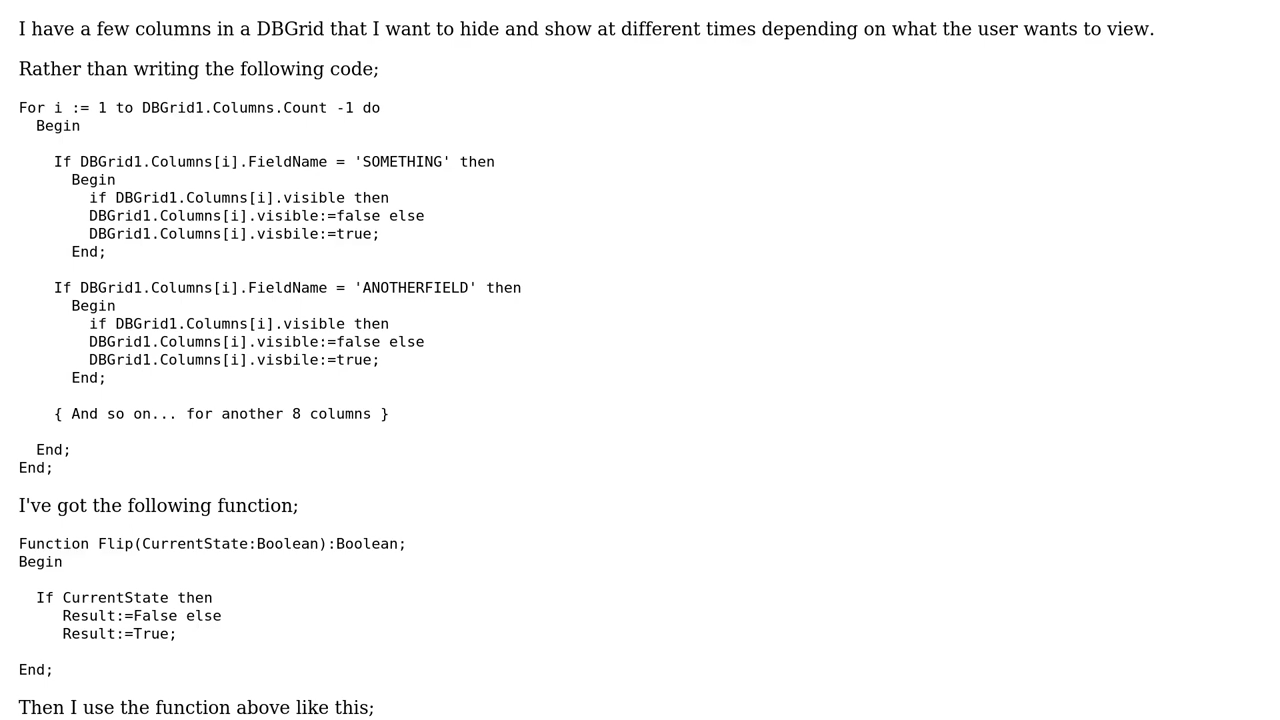 I have a few columns in a DBGrid that I want to hide and show at different times depending on what the user wants to view.
Rather than writing the following code;
For i := 1 to DBGrid1.Columns.Count -1 do
  Begin
    If DBGrid1.Columns[i].FieldName = 'SOMETHING' then
      Begin
        if DBGrid1.Columns[i].visible then
        DBGrid1.Columns[i].visible:=false else
        DBGrid1.Columns[i].visbile:=true;
      End;
    If DBGrid1.Columns[i].FieldName = 'ANOTHERFIELD' then
      Begin
        if DBGrid1.Columns[i].visible then
        DBGrid1.Columns[i].visible:=false else
        DBGrid1.Columns[i].visbile:=true;
      End;
    { And so on... for another 8 columns }
  End;
End;
I've got the following function;
Function Flip(CurrentState:Boolean):Boolean;
Begin
  If CurrentState then
     Result:=False else
     Result:=True;
End;
Then I use the function above like this;